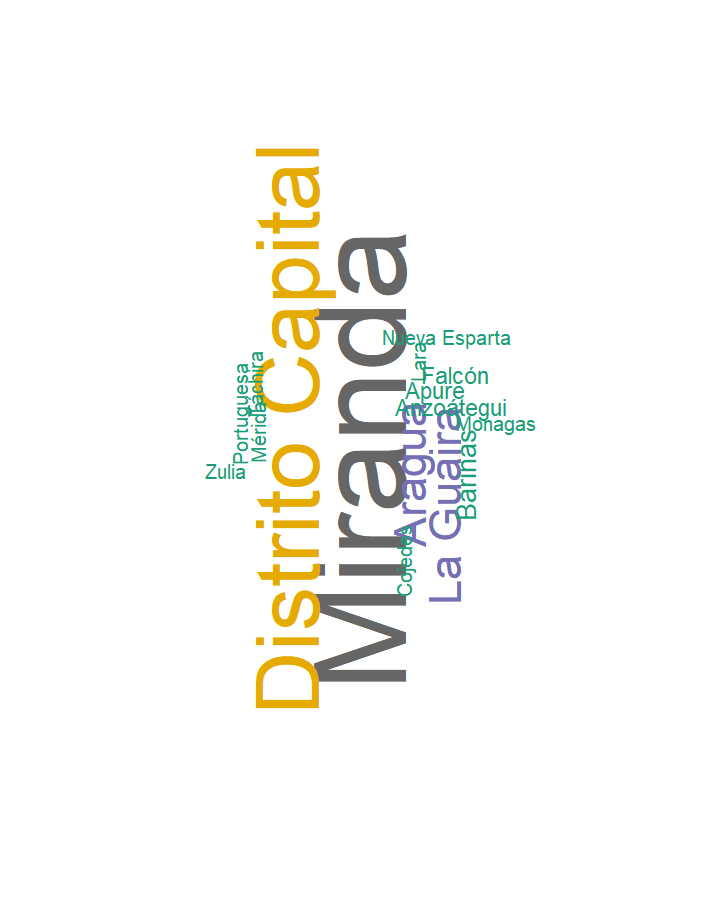 Distrito Capital
Miranda
Nueva Esparta
Lara
Falcón
Apure
Anzoátegui
Monagas
Aragua
La Guaira
Barinas
Cojedes
Portuguesa
Táchira
Mérida
Zulia